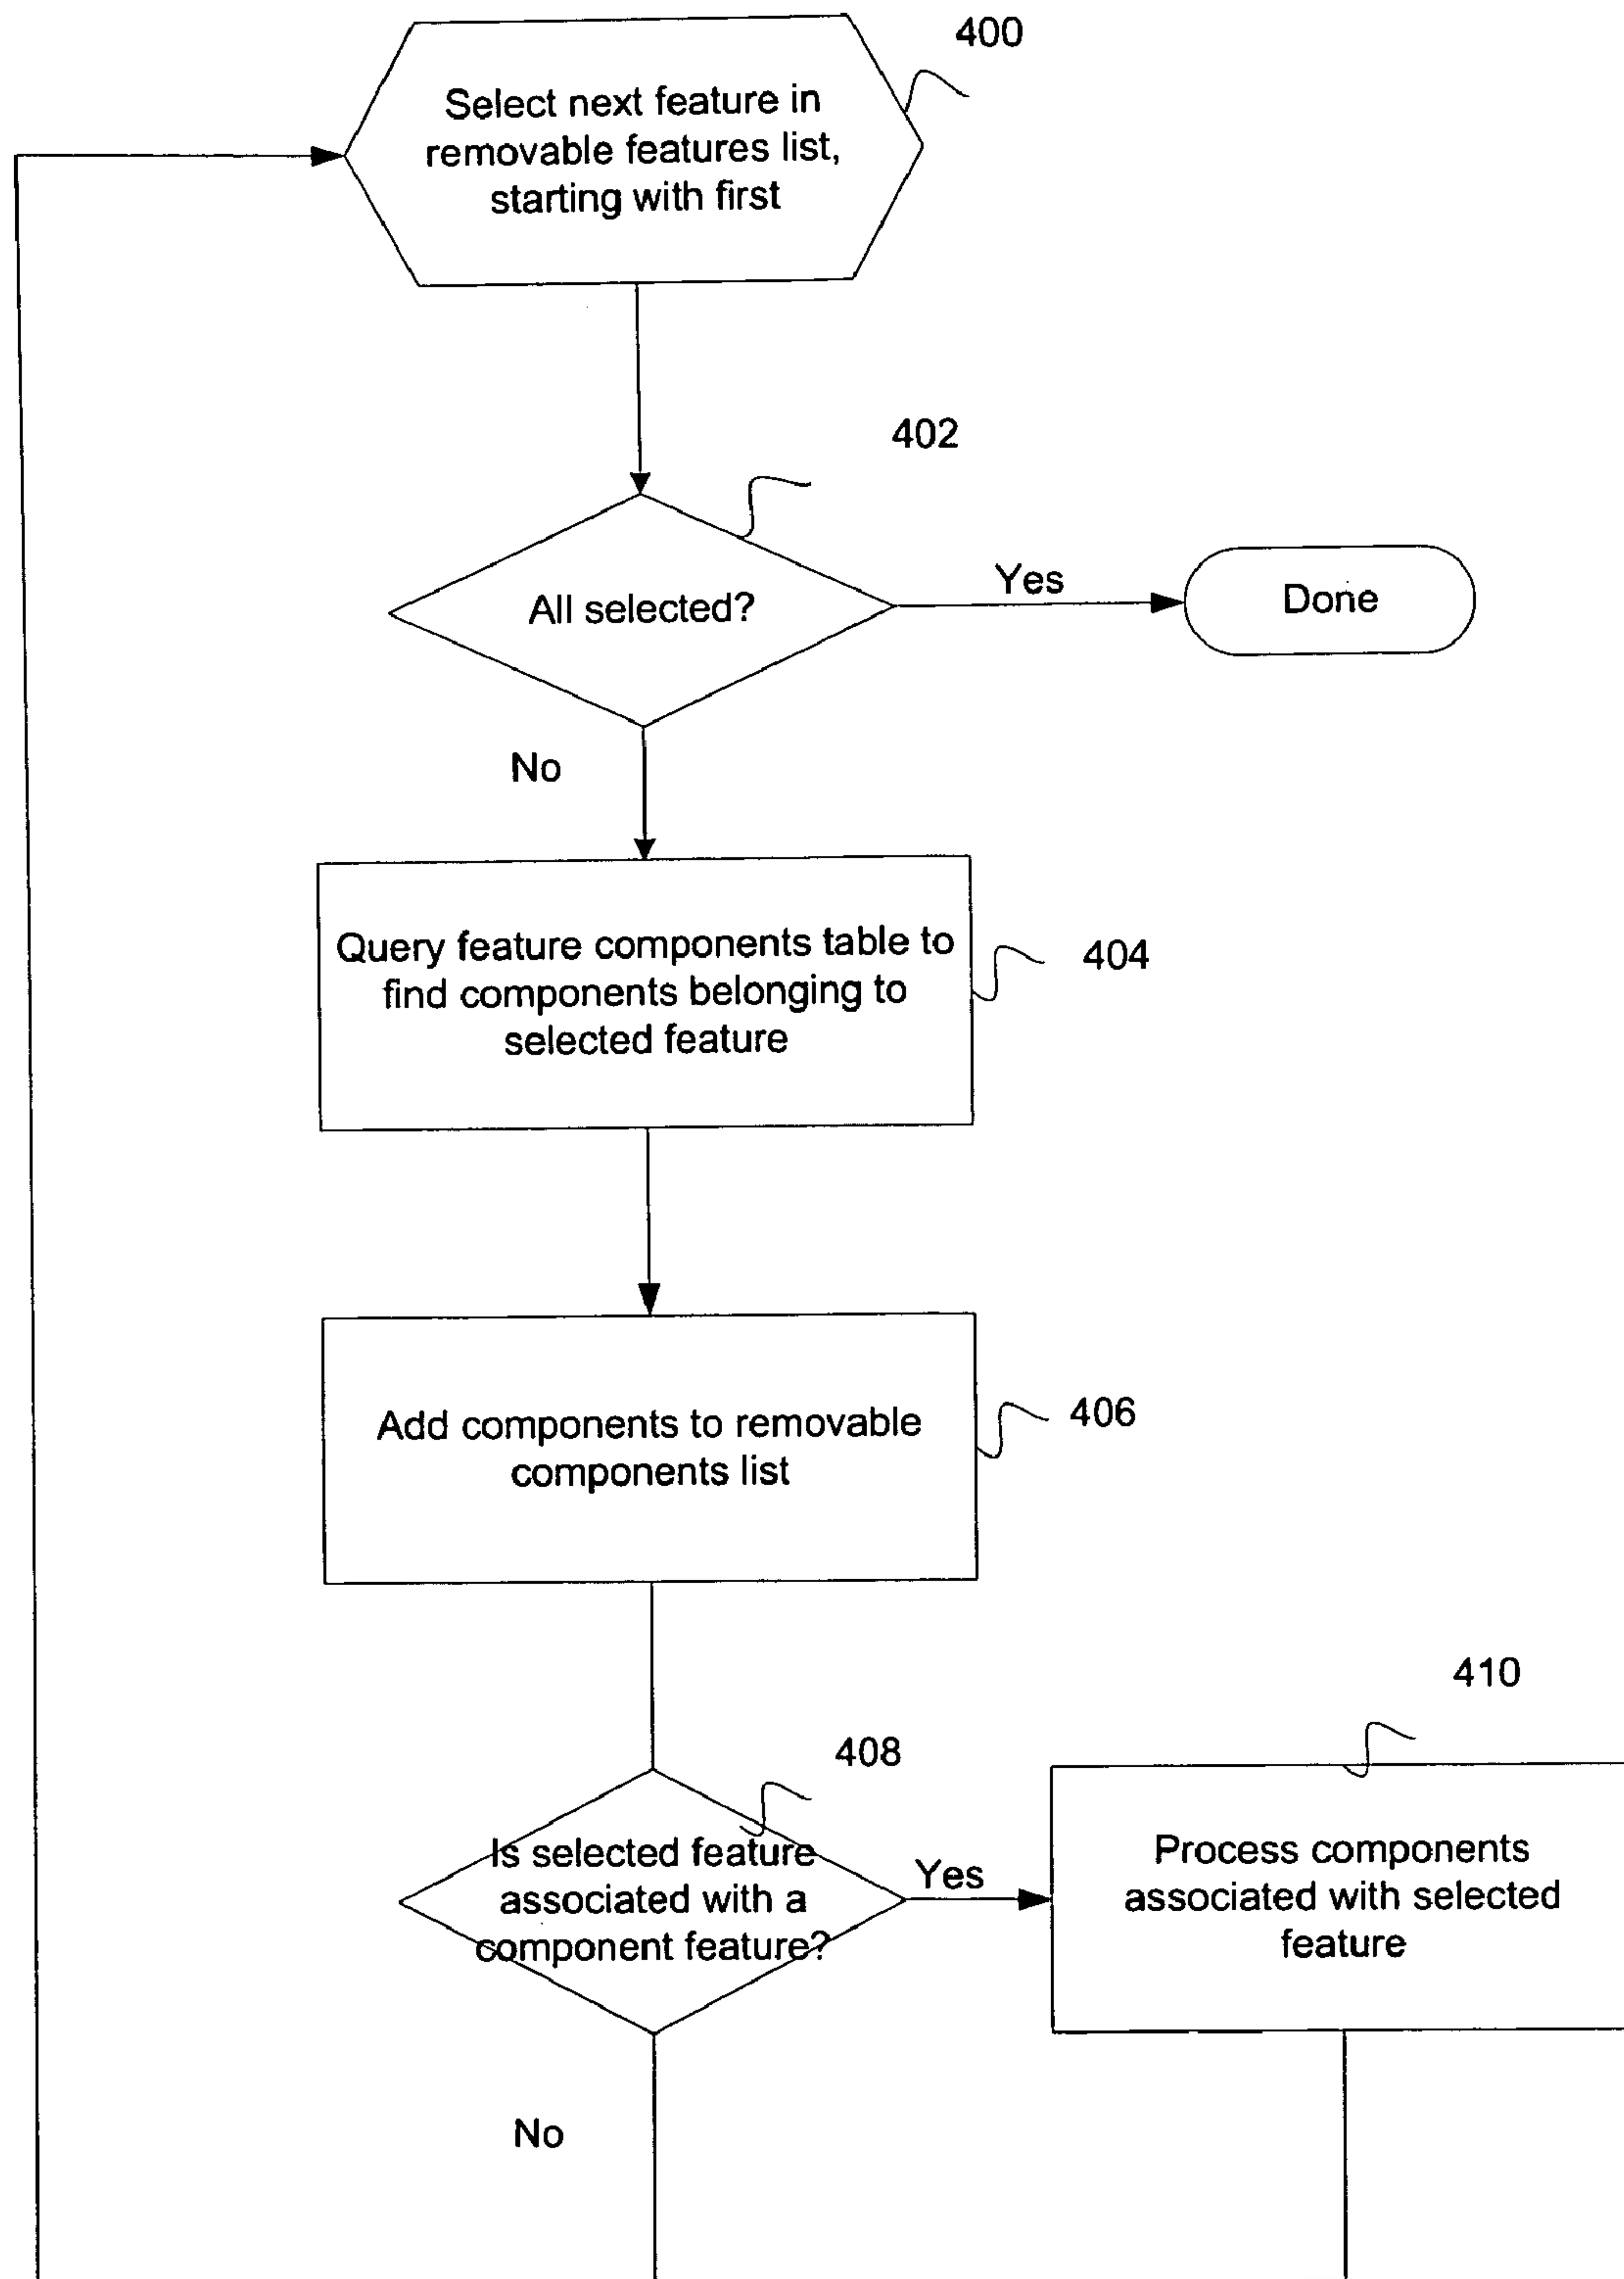 400
Select next feature in
removable features list,
starting with first
402
All selected?
Yes
Done
No
Query feature components table to
find components belonging to
selected feature
404
Add components to removable
components list
406
410
408
Is selected feature
associated with a
component feature?
Yes
Process components
associated with selected
feature
No